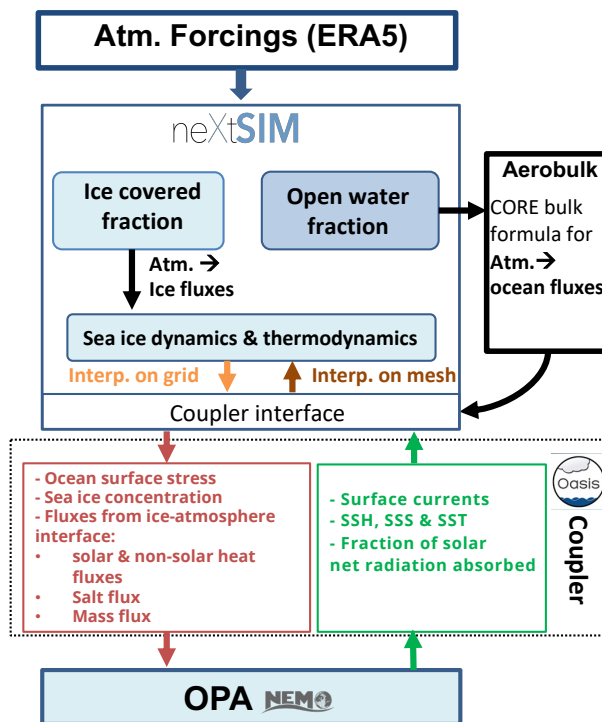 Atm. Forcings (ERA5)
neXtSIM
Ice covered
fraction
Open water
fraction
Aerobulk
CORE bulk
formula for
Atm.→
ocean fluxes
Atm. →
Ice fluxes
Sea ice dynamics & thermodynamics
Interp. on grid
Interp. on mesh
Coupler interface
- Ocean surface stress
- Sea ice concentration
- Fluxes from ice-atmosphere
interface:
• solar & non-solar heat
fluxes
• Salt flux
• Mass flux
- Surface currents
- SSH, SSS & SST
- Fraction of solar
net radiation absorbed
Oasis
Coupler
OPA NEMO